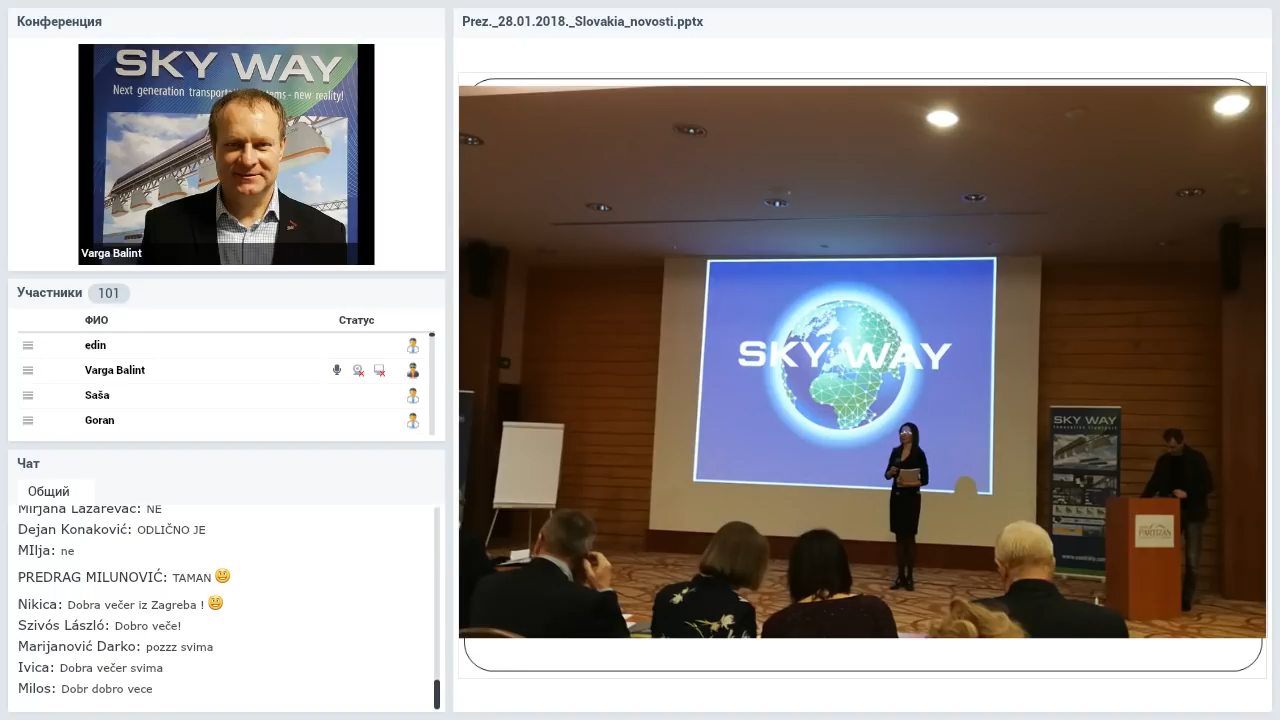 Конференция
SKY WAY
Next generation transport
ems - new reality!
Varga Balint
Участники 101
ФИО Статус
edin
Varga Balint
Saša
Goran
Чат
Общий
Mirjana Lazarevac: NE
Dejan Konaković: ODLIČNO JE
MIlja: ne
PREDRAG MILUNOVIĆ: TAMAN
Nikica: Dobra večer iz Zagreba !
Szivós László: Dobro veče!
Marijanović Darko: pozzz svima
Ivica: Dobra večer svima
Milos: Dobr dobro vece
Prez._28.01.2018._Slovakia_novosti.pptx
SKY WAY
SKY WAY
PARTIZÁN